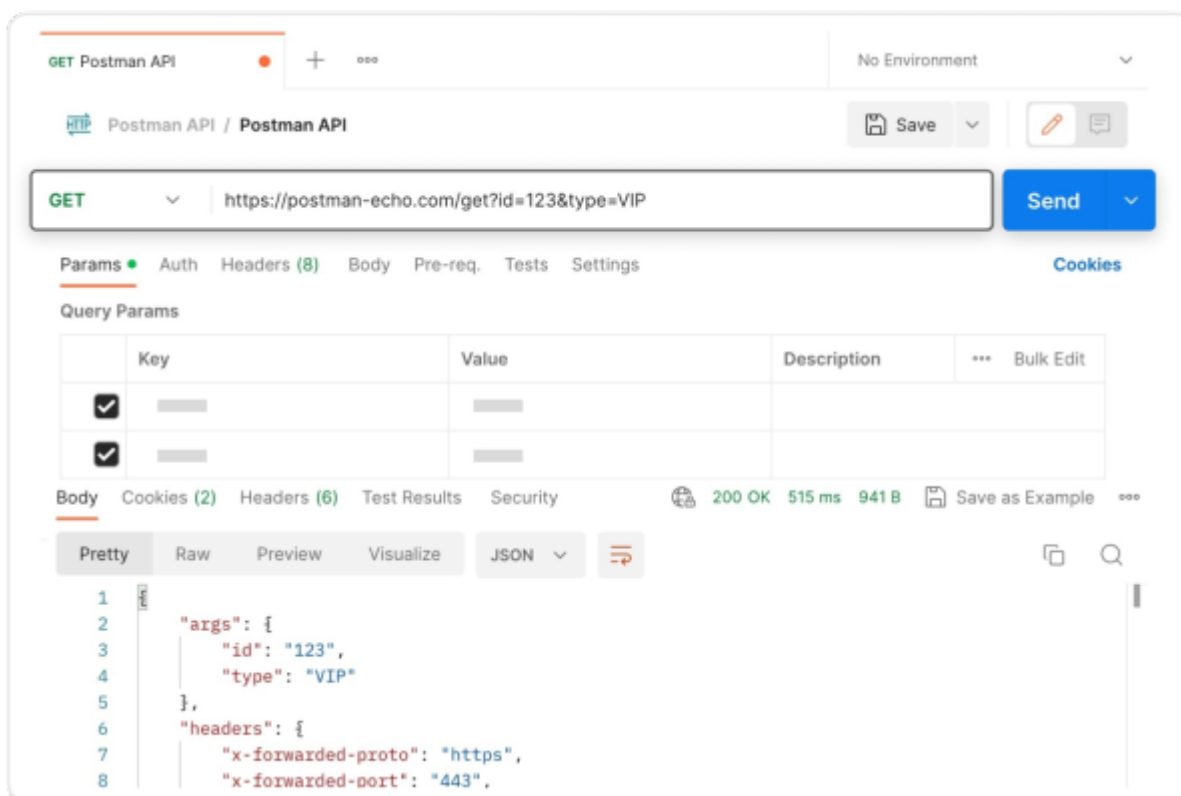 GET Postman API
No Environment
HTTP Postman API / Postman API
Save
GET https://postman-echo.com/get?id=123&type=VIP Send
Params Auth Headers (8) Body Pre-req. Tests Settings Cookies
Query Params
Key Value Description Bulk Edit
Body Cookies (2) Headers (6) Test Results Security 200 OK 515 ms 941 B Save as Example
Pretty Raw Preview Visualize JSON
1 {
2 "args": {
3 "id": "123",
4 "type": "VIP"
5 },
6 "headers": {
7 "x-forwarded-proto": "https",
8 "x-forwarded-port": "443",